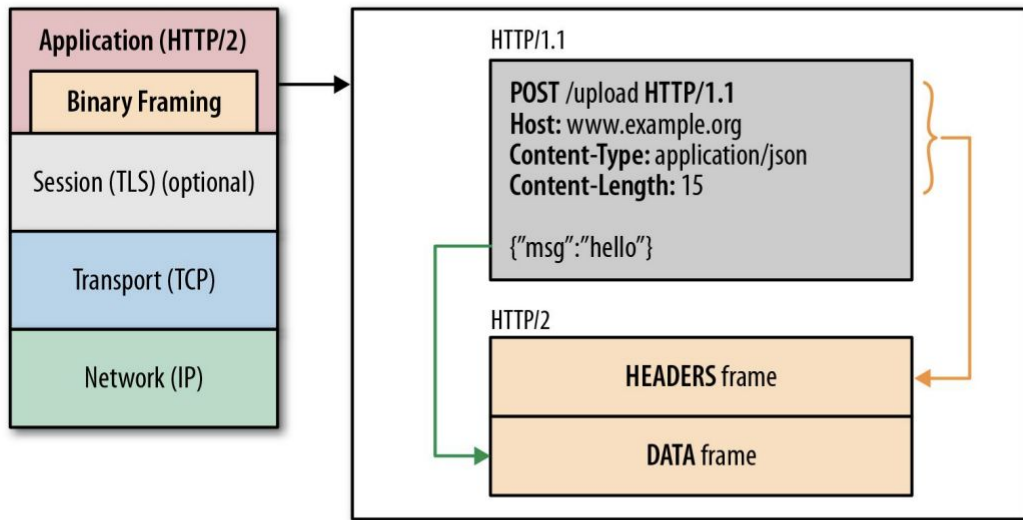 Application (HTTP/2)
Binary Framing
Session (TLS) (optional)
Transport (TCP)
Network (IP)
HTTP/1.1
POST /upload HTTP/1.1
Host: www.example.org
Content-Type: application/json
Content-Length: 15
{”msg”:”hello”}
HTTP/2
HEADERS frame
DATA frame